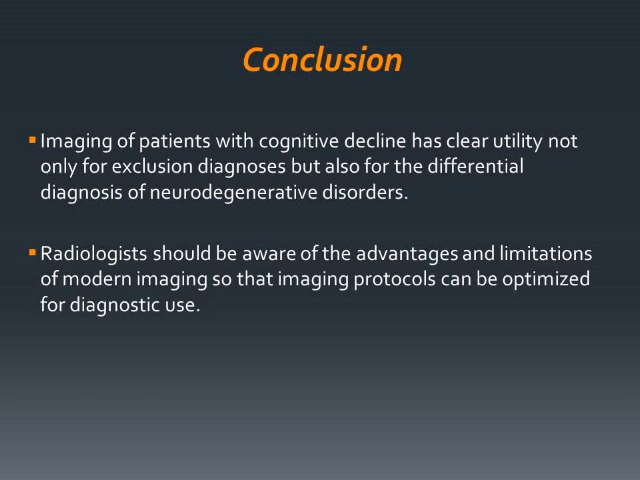 Conclusion
▪ Imaging of patients with cognitive decline has clear utility not
only for exclusion diagnoses but also for the differential
diagnosis of neurodegenerative disorders.
▪ Radiologists should be aware of the advantages and limitations
of modern imaging so that imaging protocols can be optimized
for diagnostic use.